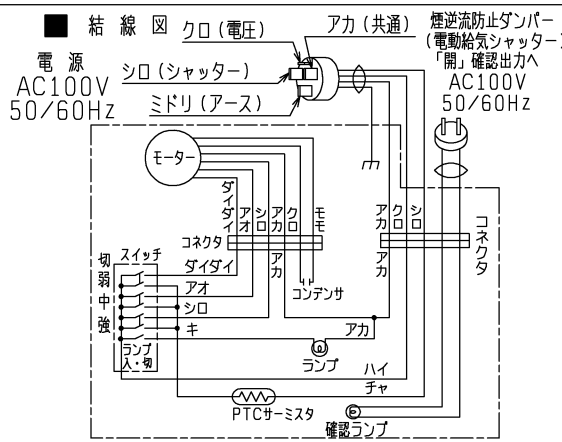 ■ 結線図
電源
AC100V
50/60Hz
クロ(電圧)
アカ(共通)
シロ(シャッター)
ミドリ(アース)
煙逆流防止ダンパー
(電動給気シャッター)
「開」確認出力へ
AC100V
50/60Hz
モーター
ダイダイ
アオ
シロ
アカ
クロ
モモ
アカ
クロ
シロ
コネクタ
コネクタ
アカ
アカ
切
弱
中
強
スイッチ
ダイダイ
アオ
シロ
キ
コンデンサ
アカ
ランプ
入・切
ランプ
ハイ
チャ
PTCサーミスタ
確認ランプ